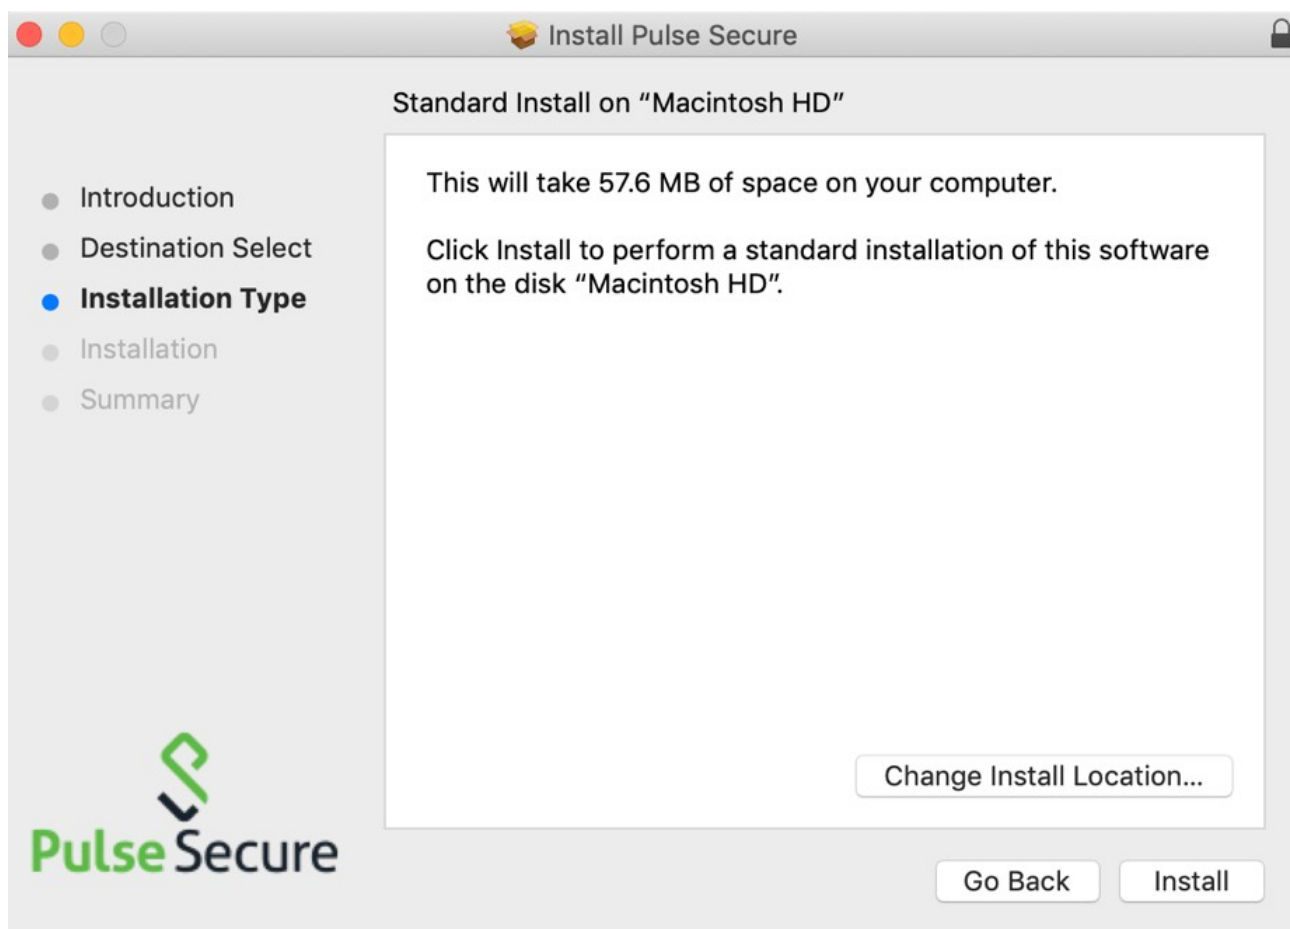 Install Pulse Secure
Standard Install on “Macintosh HD”
Introduction
Destination Select
Installation Type
Installation
Summary
This will take 57.6 MB of space on your computer.
Click Install to perform a standard installation of this software
on the disk “Macintosh HD”.
Change Install Location...
Pulse Secure
Go Back
Install